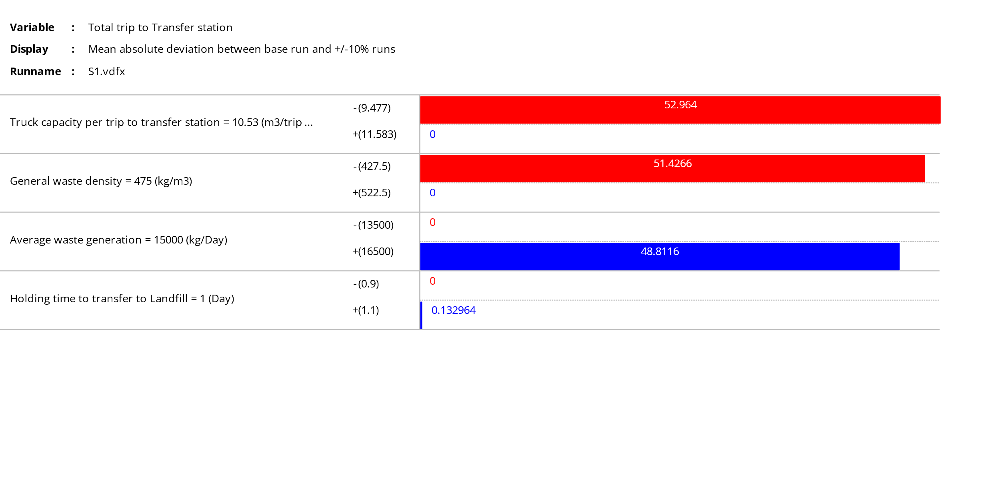 Variable : Total trip to Transfer station
Display : Mean absolute deviation between base run and +/-10% runs
Runname : S1.vdfx
-(9.477) 52.964
Truck capacity per trip to transfer station = 10.53 (m3/trip ...
+(11.583) 0
-(427.5) 51.4266
General waste density = 475 (kg/m3)
+(522.5) 0
-(13500) 0
Average waste generation = 15000 (kg/Day)
+(16500) 48.8116
-(0.9) 0
Holding time to transfer to Landfill = 1 (Day)
+(1.1) 0.132964